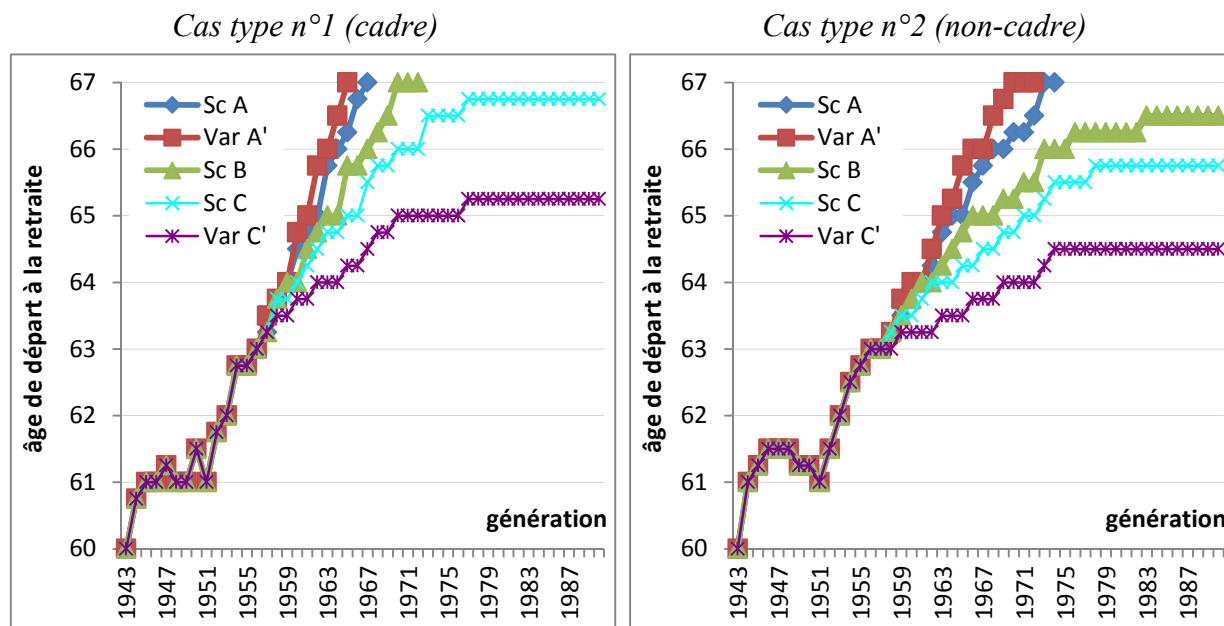 Cas type n°1 (cadre)
67
66
65
64
63
62
61
60
âge de départ à la retraite
Sc A
Var A'
Sc B
Sc C
Var C'
génération
1943
1947
1951
1955
1959
1963
1967
1971
1975
1979
1983
1987
Cas type n°2 (non-cadre)
67
66
65
64
63
62
61
60
âge de départ à la retraite
Sc A
Var A'
Sc B
Sc C
Var C'
génération
1943
1947
1951
1955
1959
1963
1967
1971
1975
1979
1983
1987